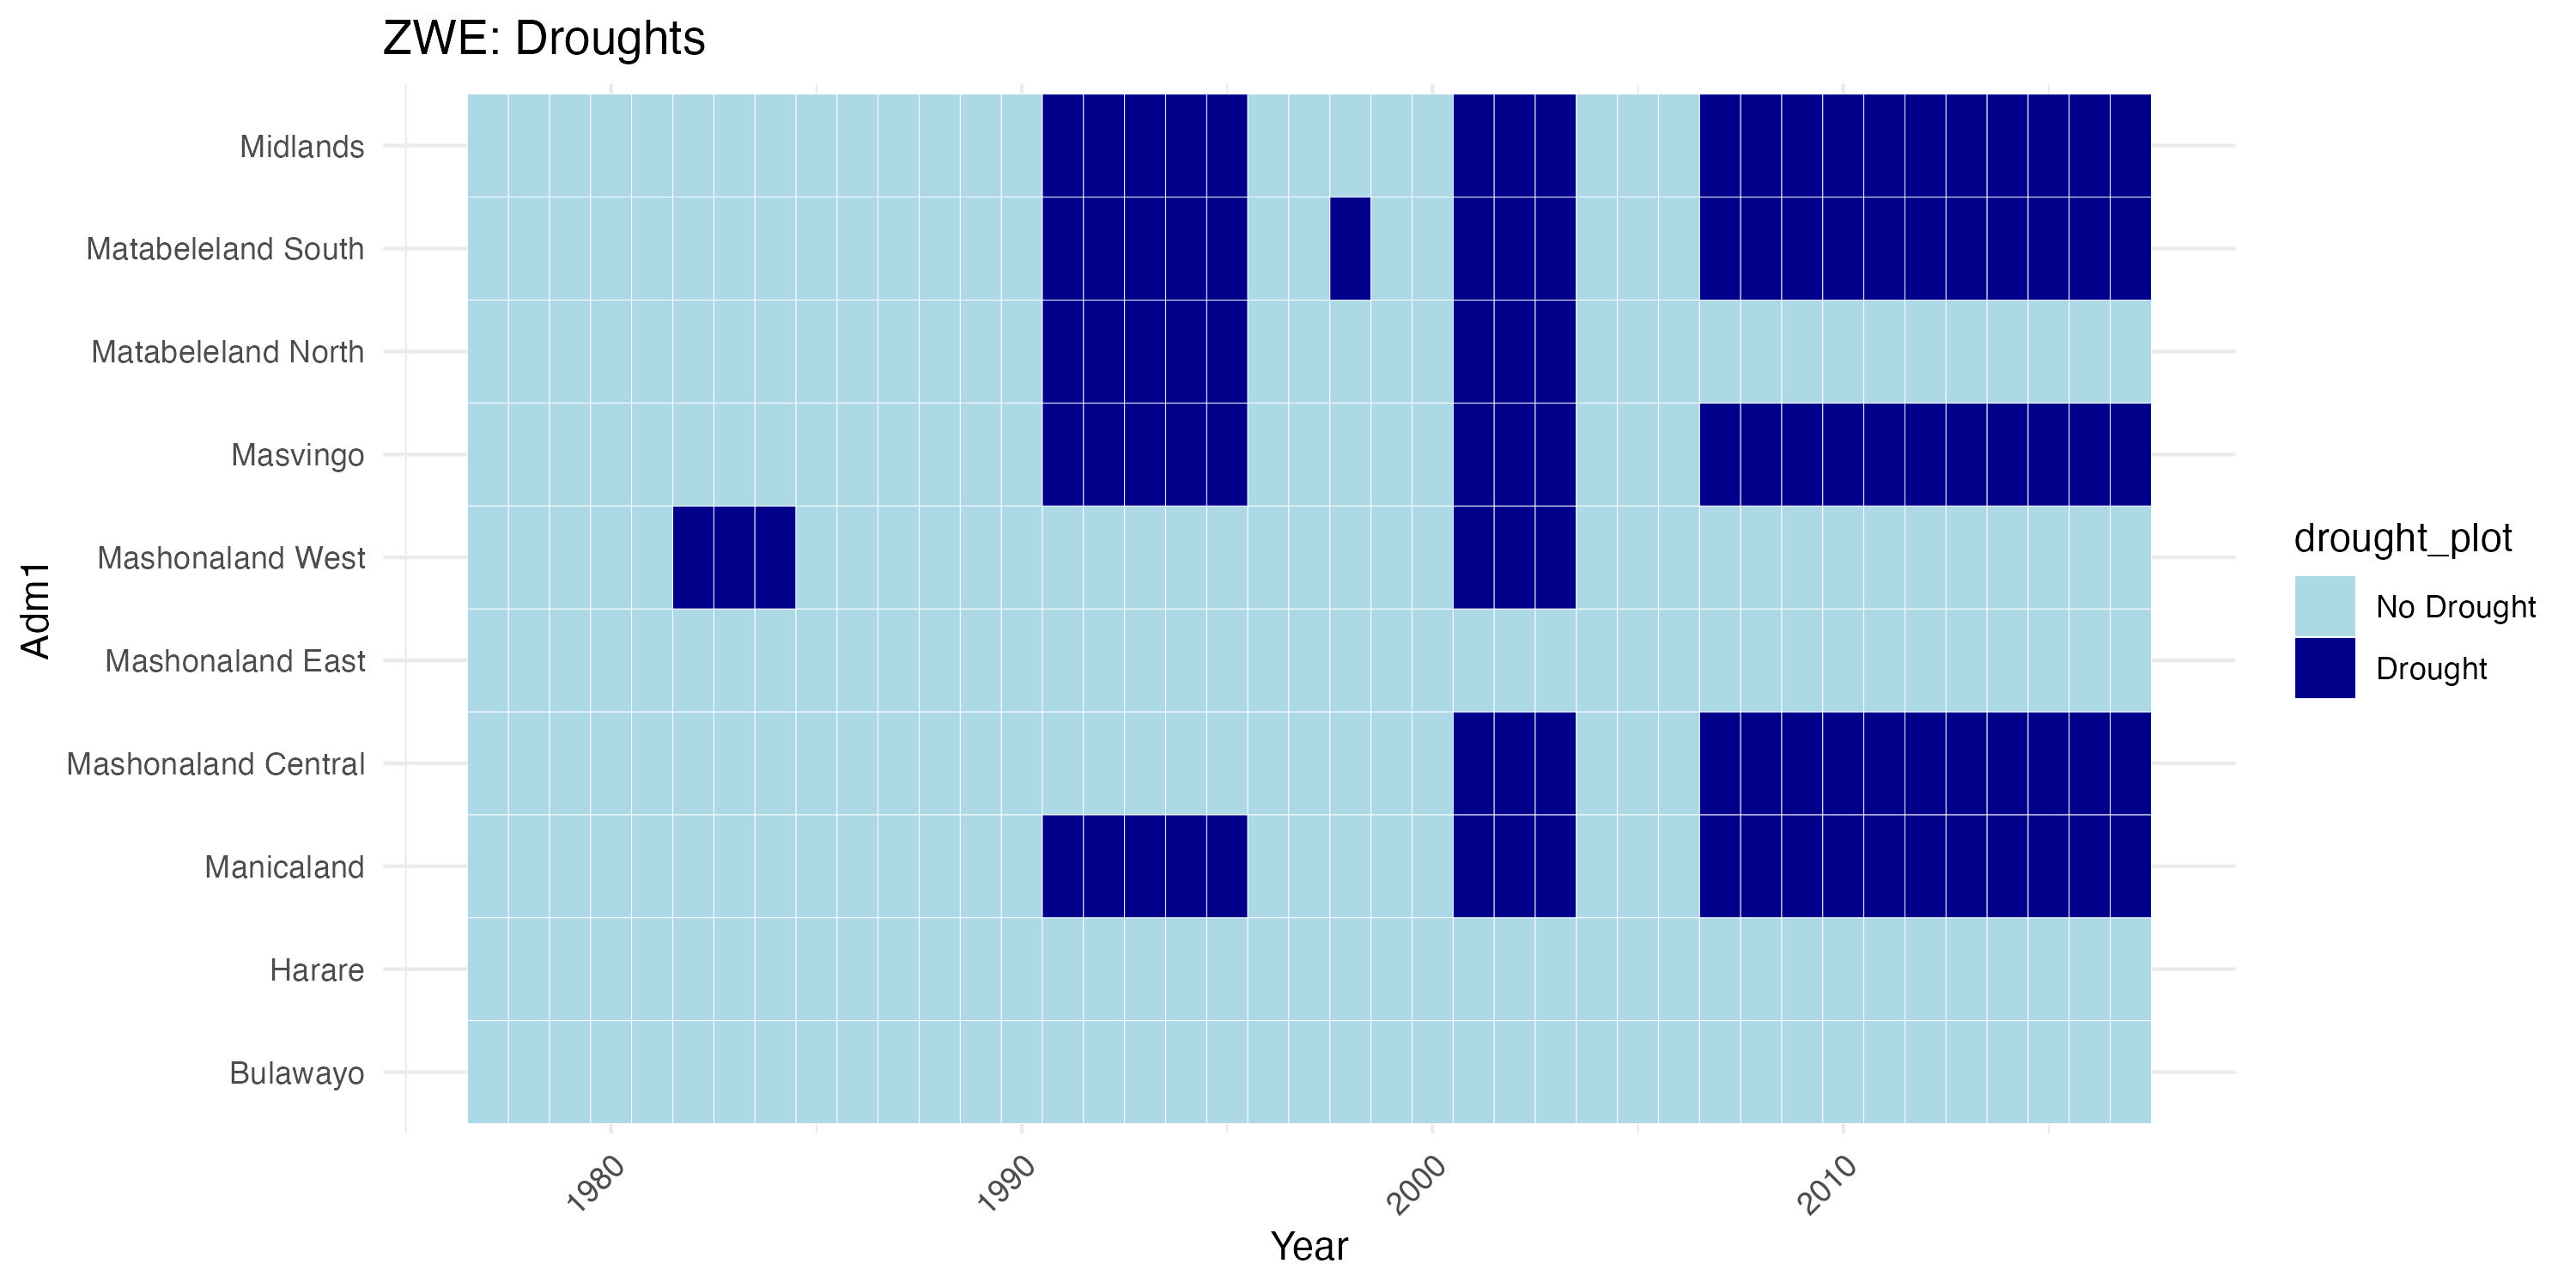 ZWE: Droughts
Adm1
Midlands
Matabeleland South
Matabeleland North
Masvingo
Mashonaland West
Mashonaland East
Mashonaland Central
Manicaland
Harare
Bulawayo
1980
1990
2000
2010
Year
drought_plot
No Drought
Drought